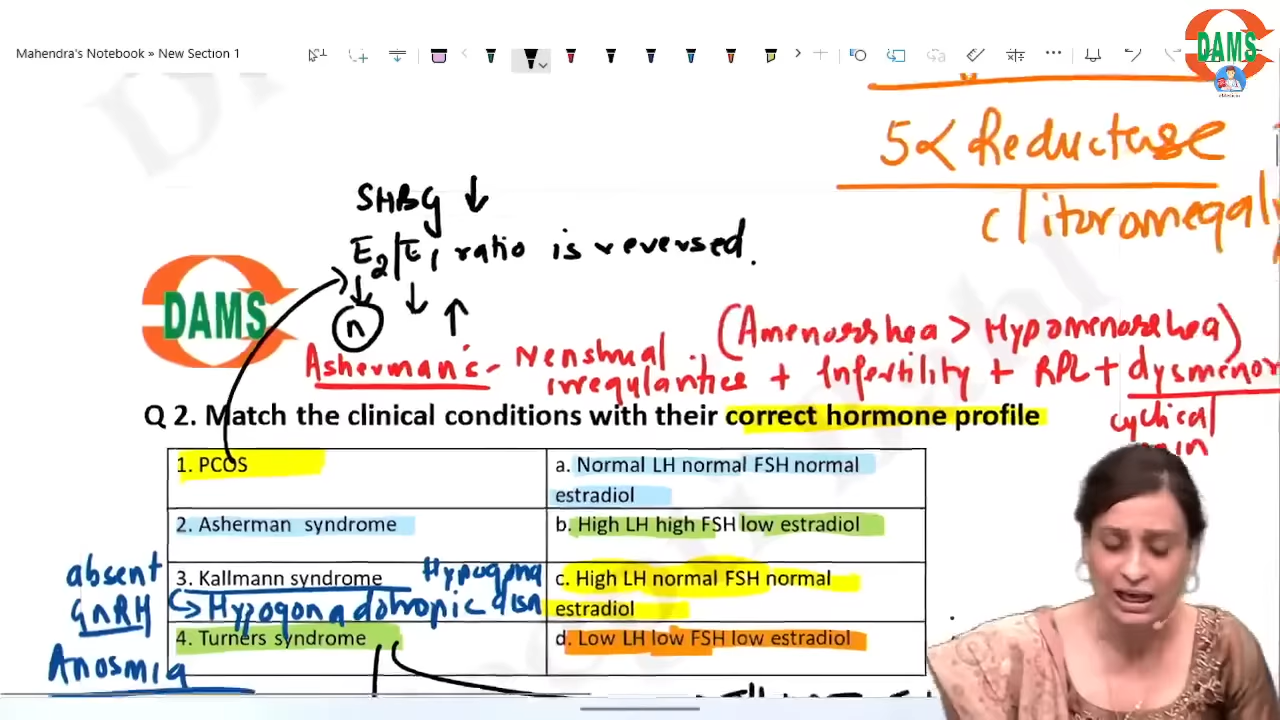 Mahendra's Notebook » New Section 1
DAMS
5α Reductase
clitoromegaly
SHBG ↓
E2/E1 ratio is reversed.
↓ ↓ ↑
n
DAMS
(Amenorrhea > Hypomenorrhea)
Asherman's - Menstrual irregularities + Infertility + RPL + dysmenor
cyclical
Q 2. Match the clinical conditions with their correct hormone profile
1. PCOS
a. Normal LH normal FSH normal
estradiol
2. Asherman syndrome
b. High LH high FSH low estradiol
3. Kallmann syndrome
Hypogona
c. High LH normal FSH normal
estradiol
absent
GnRH
Hypogonadotropic
dism
Anosmia
4. Turners syndrome
d. Low LH low FSH low estradiol